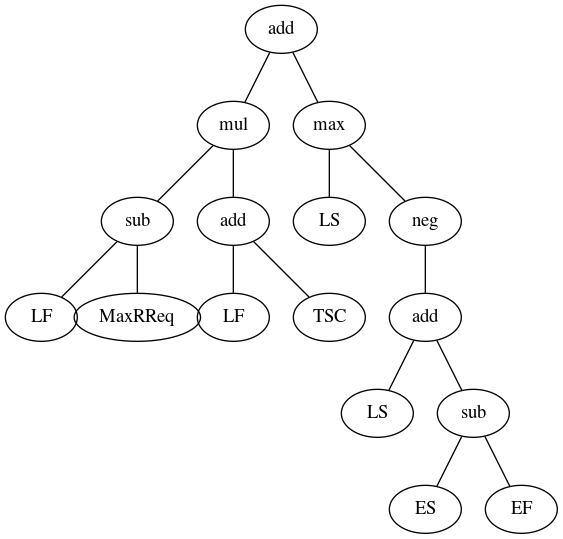 add
mul max
sub add LS neg
LF MaxRReq LF TSC add
LS sub
ES EF